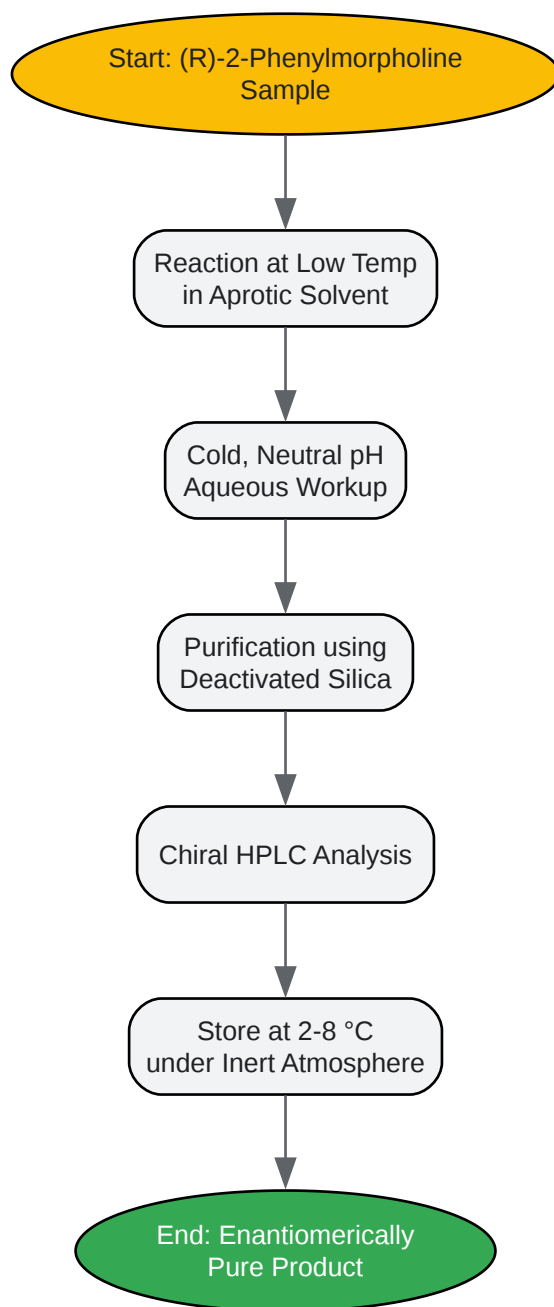 Start: (R)-2-Phenylmorpholine
Sample
Reaction at Low Temp
in Aprotic Solvent
Cold, Neutral pH
Aqueous Workup
Purification using
Deactivated Silica
Chiral HPLC Analysis
Store at 2-8 °C
under Inert Atmosphere
End: Enantiomerically
Pure Product